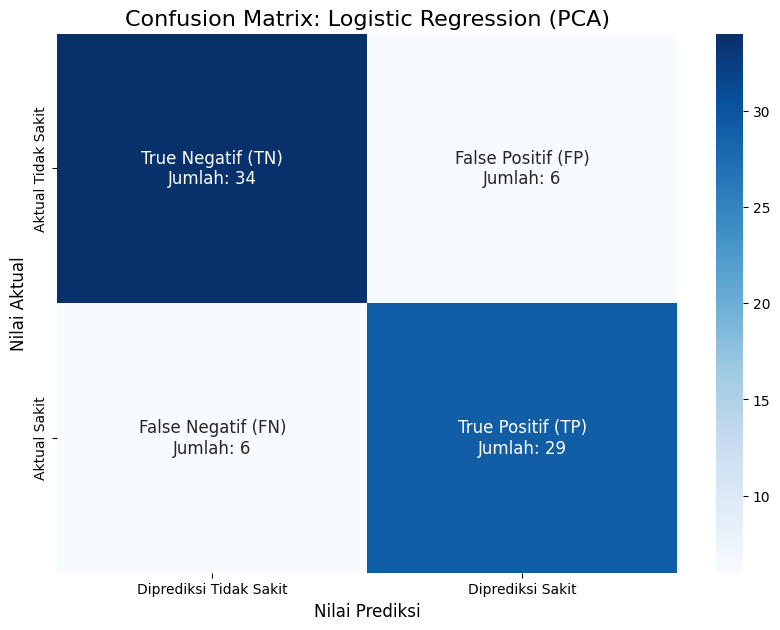 Confusion Matrix: Logistic Regression (PCA)
True Negatif (TN)
Jumlah: 34
False Positif (FP)
Jumlah: 6
False Negatif (FN)
Jumlah: 6
True Positif (TP)
Jumlah: 29
Aktual Tidak Sakit
Aktual Sakit
Nilai Aktual
Diprediksi Tidak Sakit
Diprediksi Sakit
Nilai Prediksi
30
25
20
15
10